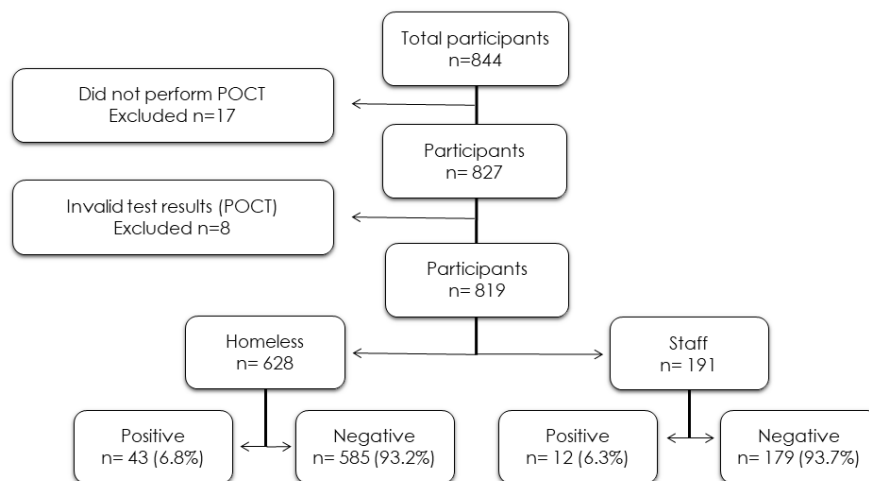 Total participants
n=844
Did not perform POCT
Excluded n=17
Participants
n= 827
Invalid test results (POCT)
Excluded n=8
Participants
n= 819
Homeless
n= 628
Staff
n= 191
Positive
n= 43 (6.8%)
Negative
n= 585 (93.2%)
Positive
n= 12 (6.3%)
Negative
n= 179 (93.7%)